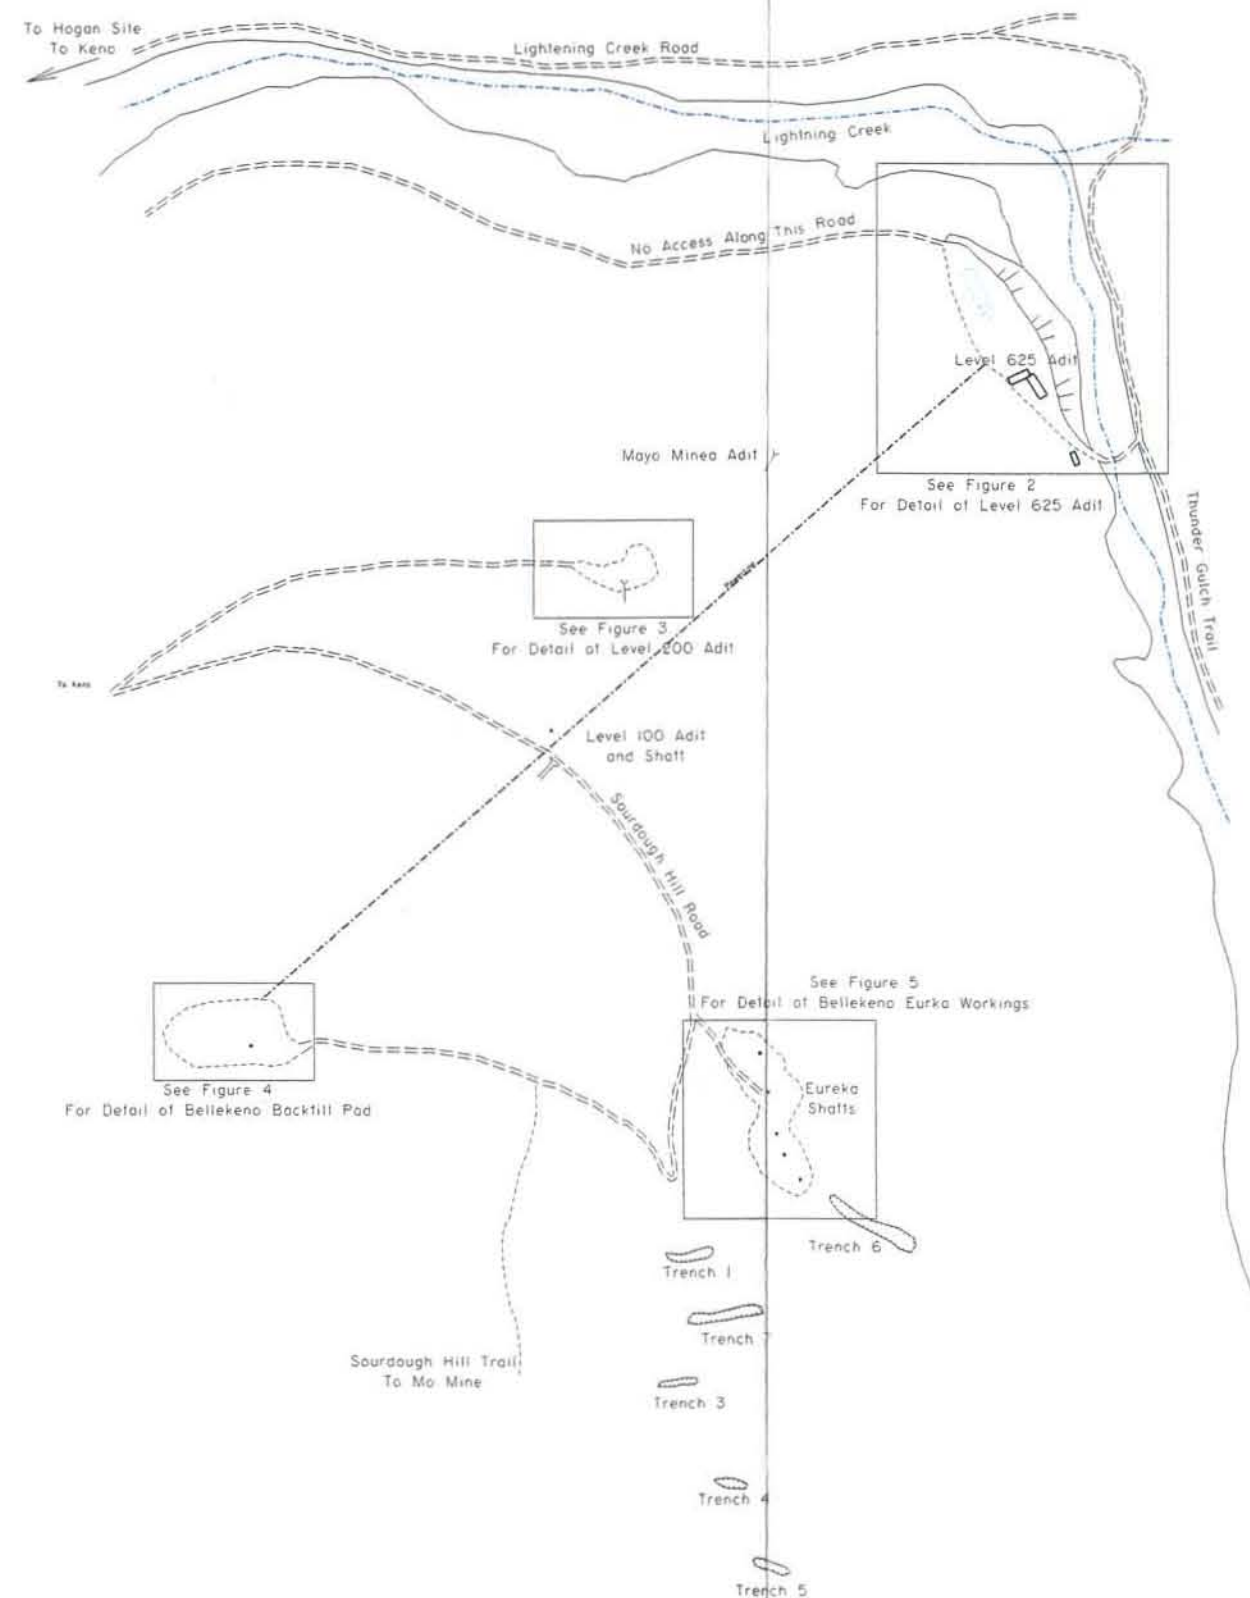 To Hogan Site
To Keno
Lightening Creek Road
Lightning Creek
No Access Along This Road
Level 625 Adit
Mayo Mineo Adit
See Figure 2
For Detail of Level 625 Adit
Thunder Gulch Trail
See Figure 3
For Detail of Level 200 Adit
To Keno
Level 100 Adit
and Shaft
Sourdough Hill Road
See Figure 5
For Detail of Bellekeno Eurka Workings
See Figure 4
For Detail of Bellekeno Backfill Pad
Eureka
Shafts
Trench 6
Trench 1
Trench 7
Sourdough Hill Trail
To Mo Mine
Trench 3
Trench 4
Trench 5